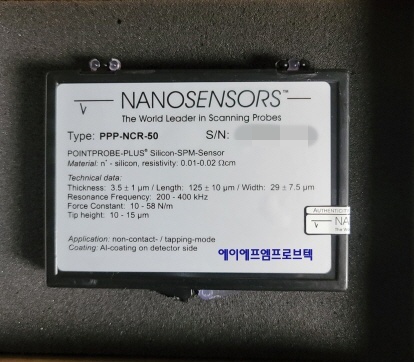 NANOSENSORS™
The World Leader in Scanning Probes
Type: PPP-NCR-50 S/N:
POINTPROBE-PLUS® Silicon-SPM-Sensor
Material: n⁺ - silicon, resistivity: 0.01-0.02 Ωcm
Technical data:
Thickness: 3.5 ± 1 µm / Length: 125 ± 10 µm / Width: 29 ± 7.5 µm
Resonance Frequency: 200 - 400 kHz
Force Constant: 10 - 58 N/m
Tip height: 10 - 15 µm
AUTHENTICIT
Application: non-contact- / tapping-mode
Coating: Al-coating on detector side
에이에프엠프로브텍